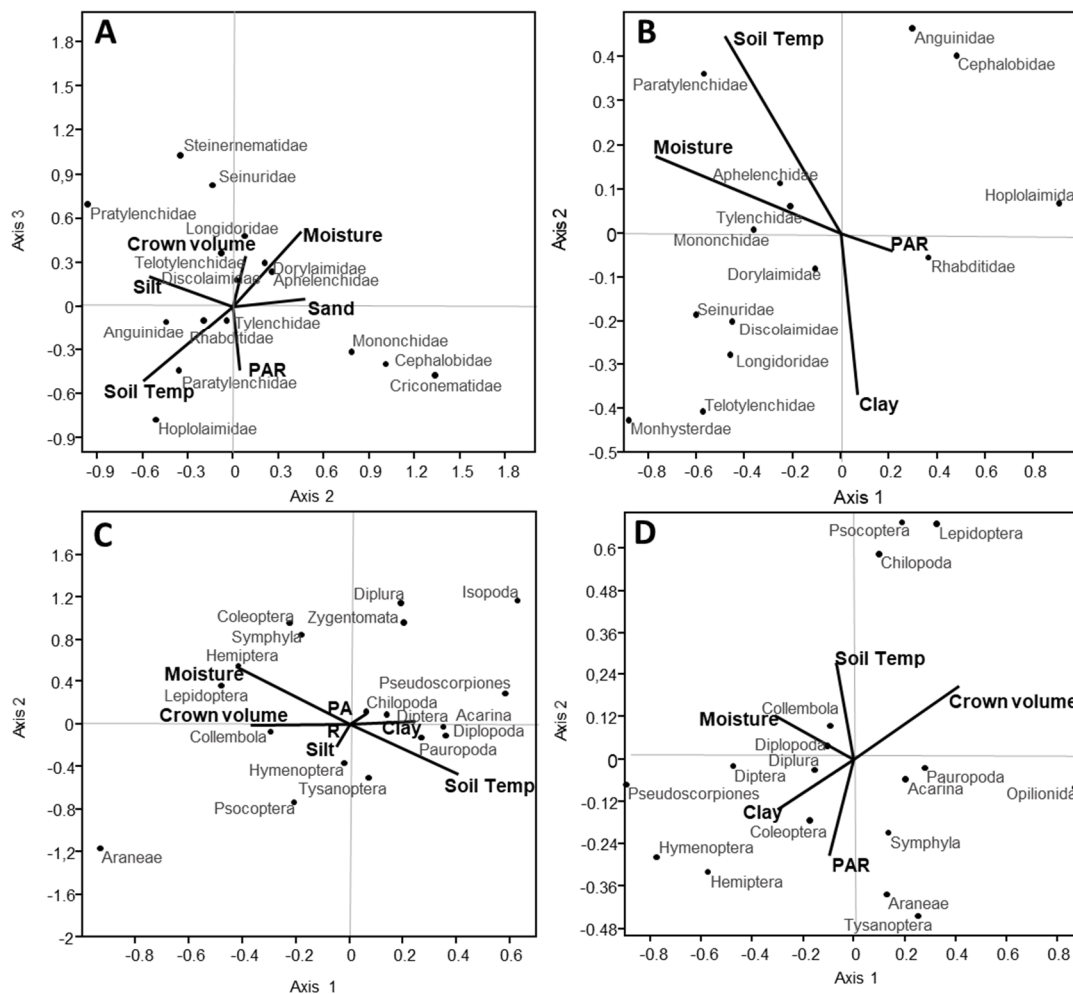 A
1.8
1.5
1.2
0.9
0.6
0.3
0
-0.3
-0.6
-0.9
Axis 3
Steinernematidae
Seinuridae
Pratylenchidae
Longidoridae
Crown volume
Moisture
Telotylenchidae
Dorylaimidae
Discolaimidae
Aphelenchidae
Silt
Sand
Anguinidae
Tylenchidae
Rhabditidae
Mononchidae
Cephalobidae
PAR
Paratylenchidae
Criconematidae
Soil Temp
Hoplolaimidae
-0.9 -0.6 -0.3 0 0.3 0.6 0.9 1.2 1.5 1.8
Axis 2
B
0.4
0.3
0.2
0.1
0
-0.1
-0.2
-0.3
-0.4
-0.5
Axis 2
Soil Temp
Anguinidae
Cephalobidae
Paratylenchidae
Moisture
Aphelenchidae
Hoplolaimida
Tylenchidae
Mononchidae
PAR
Rhabditidae
Dorylaimidae
Seinuridae
Discolaimidae
Longidoridae
Telotylenchidae
Clay
Monhysterdae
-0.8 -0.6 -0.4 -0.2 0 0.2 0.4 0.6 0.8
Axis 1
C
1.6
1.2
0.8
0.4
0
-0.4
-0.8
-1.2
-1.6
-2
Axis 2
Diplura
Isopoda
Coleoptera
Zygentomata
Symphyla
Hemiptera
Moisture
Pseudoscorpiones
Lepidoptera
PA
Chilopoda
Crown volume
Diptera
Acarina
R
Clay
Diplopoda
Collembola
Silt
Pauropoda
Hymenoptera
Tysanoptera
Soil Temp
Psocoptera
Araneae
-0.8 -0.6 -0.4 -0.2 0 0.2 0.4 0.6
Axis 1
D
0.6
0.48
0.36
0.24
0.12
0
-0.12
-0.24
-0.36
-0.48
Axis 2
Psocoptera
Lepidoptera
Chilopoda
Soil Temp
Crown volume
Collembola
Moisture
Diplopoda
Diplura
Diptera
Pauropoda
Acarina
Pseudoscorpiones
Opilionida
Clay
Coleoptera
Symphyla
Hymenoptera
PAR
Hemiptera
Araneae
Tysanoptera
-0.8 -0.6 -0.4 -0.2 0 0.2 0.4 0.6 0.8
Axis 1